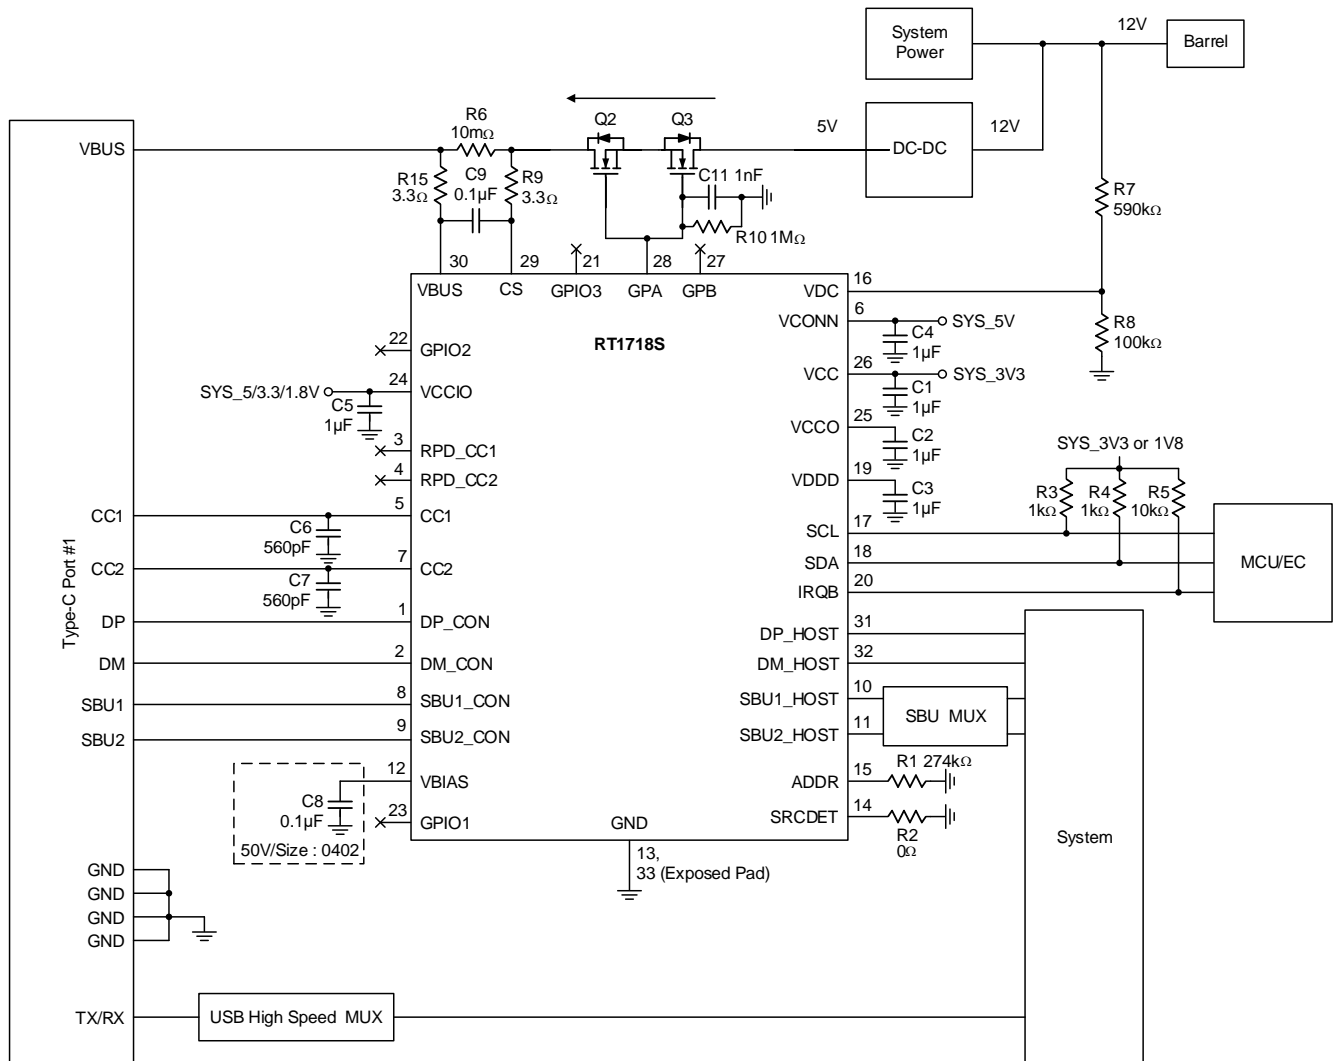 System
Power
12V
Barrel
R6
10mΩ
Q2
Q3
5V
12V
DC-DC
VBUS
R15
3.3Ω
C9
0.1µF
R9
3.3Ω
C11 1nF
R10 1MΩ
R7
590kΩ
30
29
21
28
27
16
VBUS
CS
GPIO3
GPA
GPB
VDC
6
VCONN
SYS_5V
C4
1µF
R8
100kΩ
RT1718S
22
GPIO2
26
VCC
SYS_3V3
C1
1µF
24
SYS_5/3.3/1.8V
VCCIO
C5
1µF
25
VCCO
C2
1µF
3
RPD_CC1
4
RPD_CC2
SYS_3V3 or 1V8
19
VDDD
C3
1µF
R3
1kΩ
R4
1kΩ
R5
10kΩ
CC1
5
CC1
C6
560pF
17
SCL
CC2
7
CC2
C7
560pF
18
SDA
MCU/EC
20
IRQB
Type-C Port #1
DP
1
DP_CON
31
DP_HOST
DM
2
DM_CON
32
DM_HOST
SBU1
8
SBU1_CON
10
SBU1_HOST
SBU MUX
SBU2
9
SBU2_CON
11
SBU2_HOST
12
VBIAS
C8
0.1µF
50V/Size : 0402
23
GPIO1
15
ADDR
R1 274kΩ
14
SRCDET
R2
0Ω
GND
13,
33 (Exposed Pad)
System
GND
GND
GND
GND
TX/RX
USB High Speed MUX